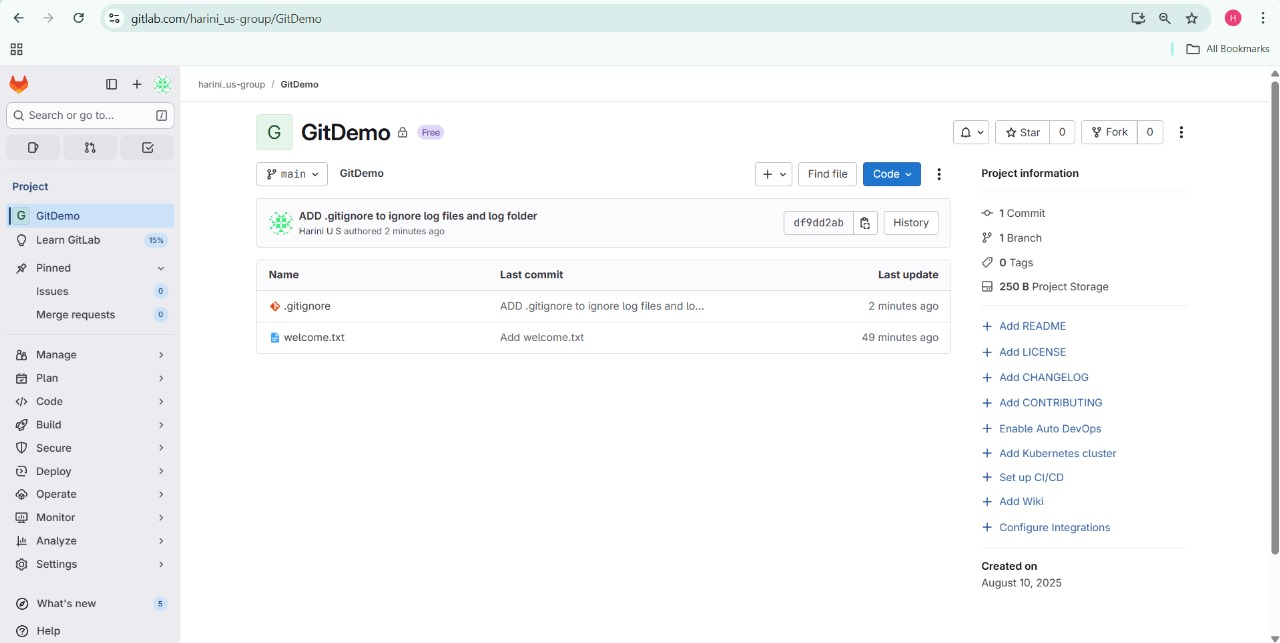 gitlab.com/harini_us-group/GitDemo
H
All Bookmarks
harini_us-group / GitDemo
Search or go to... /
G GitDemo Free
Star 0
Fork 0
main
GitDemo
Find file
Code
ADD .gitignore to ignore log files and log folder
Harini U S authored 2 minutes ago
df9dd2ab
History
Name Last commit Last update
.gitignore ADD .gitignore to ignore log files and lo... 2 minutes ago
welcome.txt Add welcome.txt 49 minutes ago
Project
G GitDemo
Learn GitLab 15%
Pinned
Issues 0
Merge requests 0
Manage
Plan
Code
Build
Secure
Deploy
Operate
Monitor
Analyze
Settings
What's new 5
Help
Project information
1 Commit
1 Branch
0 Tags
250 B Project Storage
Add README
Add LICENSE
Add CHANGELOG
Add CONTRIBUTING
Enable Auto DevOps
Add Kubernetes cluster
Set up CI/CD
Add Wiki
Configure Integrations
Created on
August 10, 2025